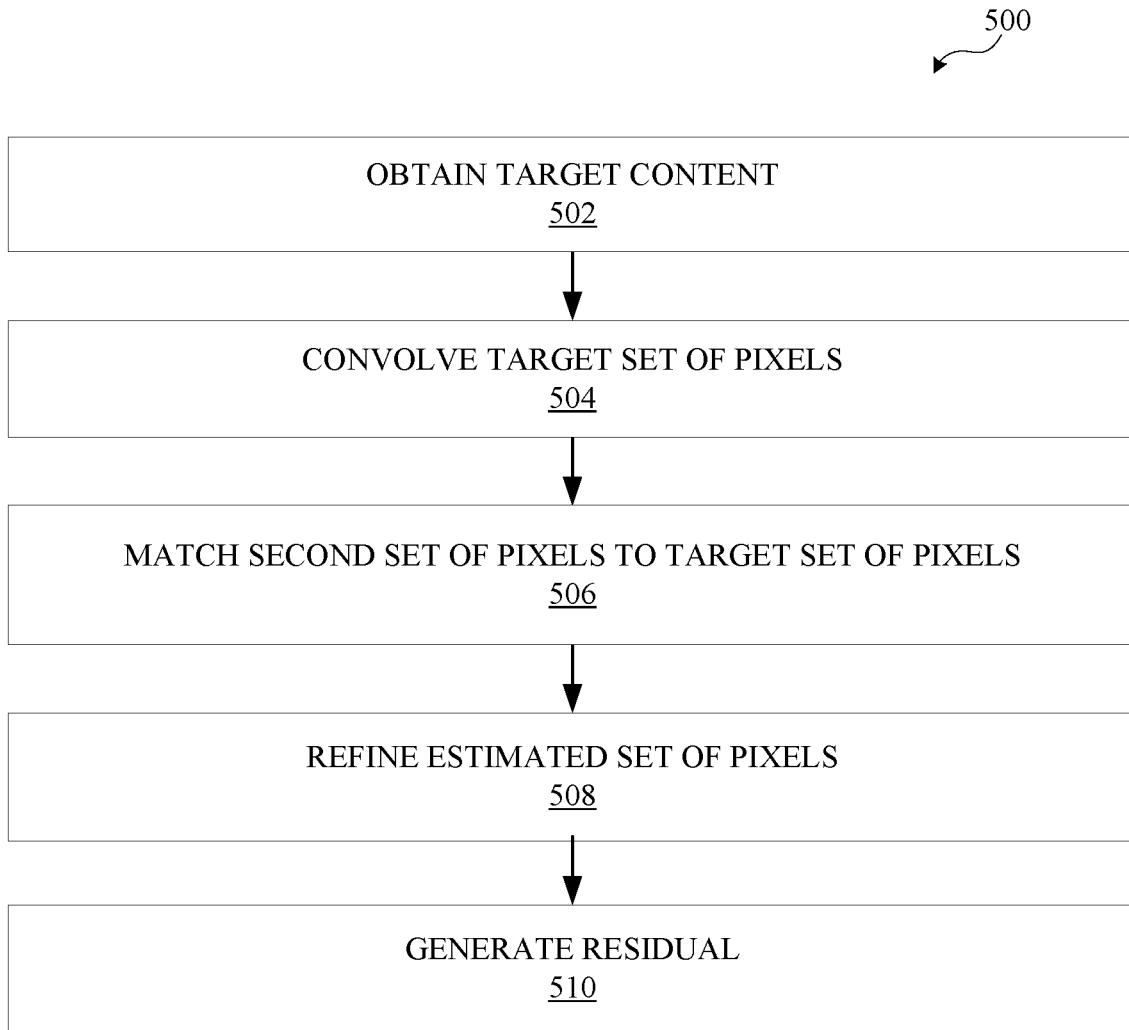 500
OBTAIN TARGET CONTENT
502
CONVOLVE TARGET SET OF PIXELS
504
MATCH SECOND SET OF PIXELS TO TARGET SET OF PIXELS
506
REFINE ESTIMATED SET OF PIXELS
508
GENERATE RESIDUAL
510